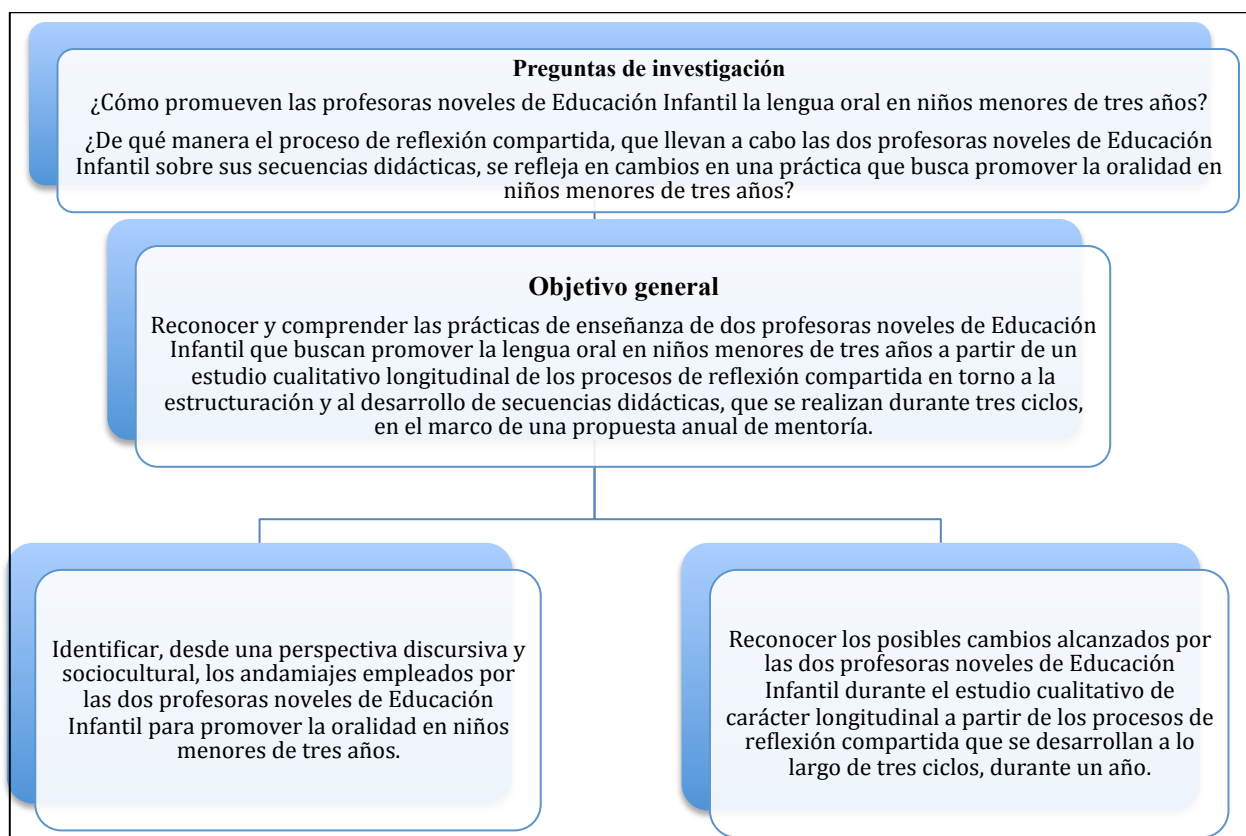 Preguntas de investigación
¿Cómo promueven las profesoras noveles de Educación Infantil la lengua oral en niños menores de tres años?
¿De qué manera el proceso de reflexión compartida, que llevan a cabo las dos profesoras noveles de Educación
Infantil sobre sus secuencias didácticas, se refleja en cambios en una práctica que busca promover la oralidad en
niños menores de tres años?
Objetivo general
Reconocer y comprender las prácticas de enseñanza de dos profesoras noveles de Educación
Infantil que buscan promover la lengua oral en niños menores de tres años a partir de un
estudio cualitativo longitudinal de los procesos de reflexión compartida en torno a la
estructuración y al desarrollo de secuencias didácticas, que se realizan durante tres ciclos,
en el marco de una propuesta anual de mentoría.
Identificar, desde una perspectiva discursiva y
sociocultural, los andamiajes empleados por
las dos profesoras noveles de Educación
Infantil para promover la oralidad en niños
menores de tres años.
Reconocer los posibles cambios alcanzados por
las dos profesoras noveles de Educación
Infantil durante el estudio cualitativo de
carácter longitudinal a partir de los procesos de
reflexión compartida que se desarrollan a lo
largo de tres ciclos, durante un año.